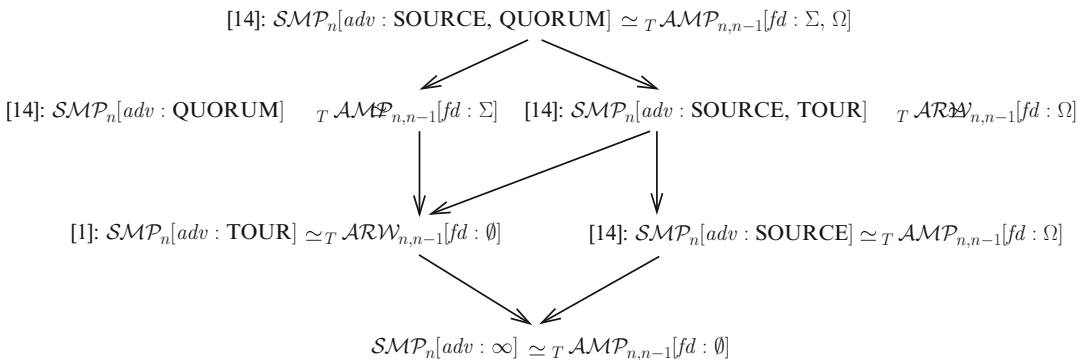 [14]: SMP_n[adv : SOURCE, QUORUM] ≃_T AMP_{n,n−1}[fd : Σ, Ω]
[14]: SMP_n[adv : QUORUM] ≃_T AMP_{n,n−1}[fd : Σ]
[14]: SMP_n[adv : SOURCE, TOUR] ≃_T ARW_{n,n−1}[fd : Ω]
[1]: SMP_n[adv : TOUR] ≃_T ARW_{n,n−1}[fd : ∅]
[14]: SMP_n[adv : SOURCE] ≃_T AMP_{n,n−1}[fd : Ω]
SMP_n[adv : ∞] ≃_T AMP_{n,n−1}[fd : ∅]